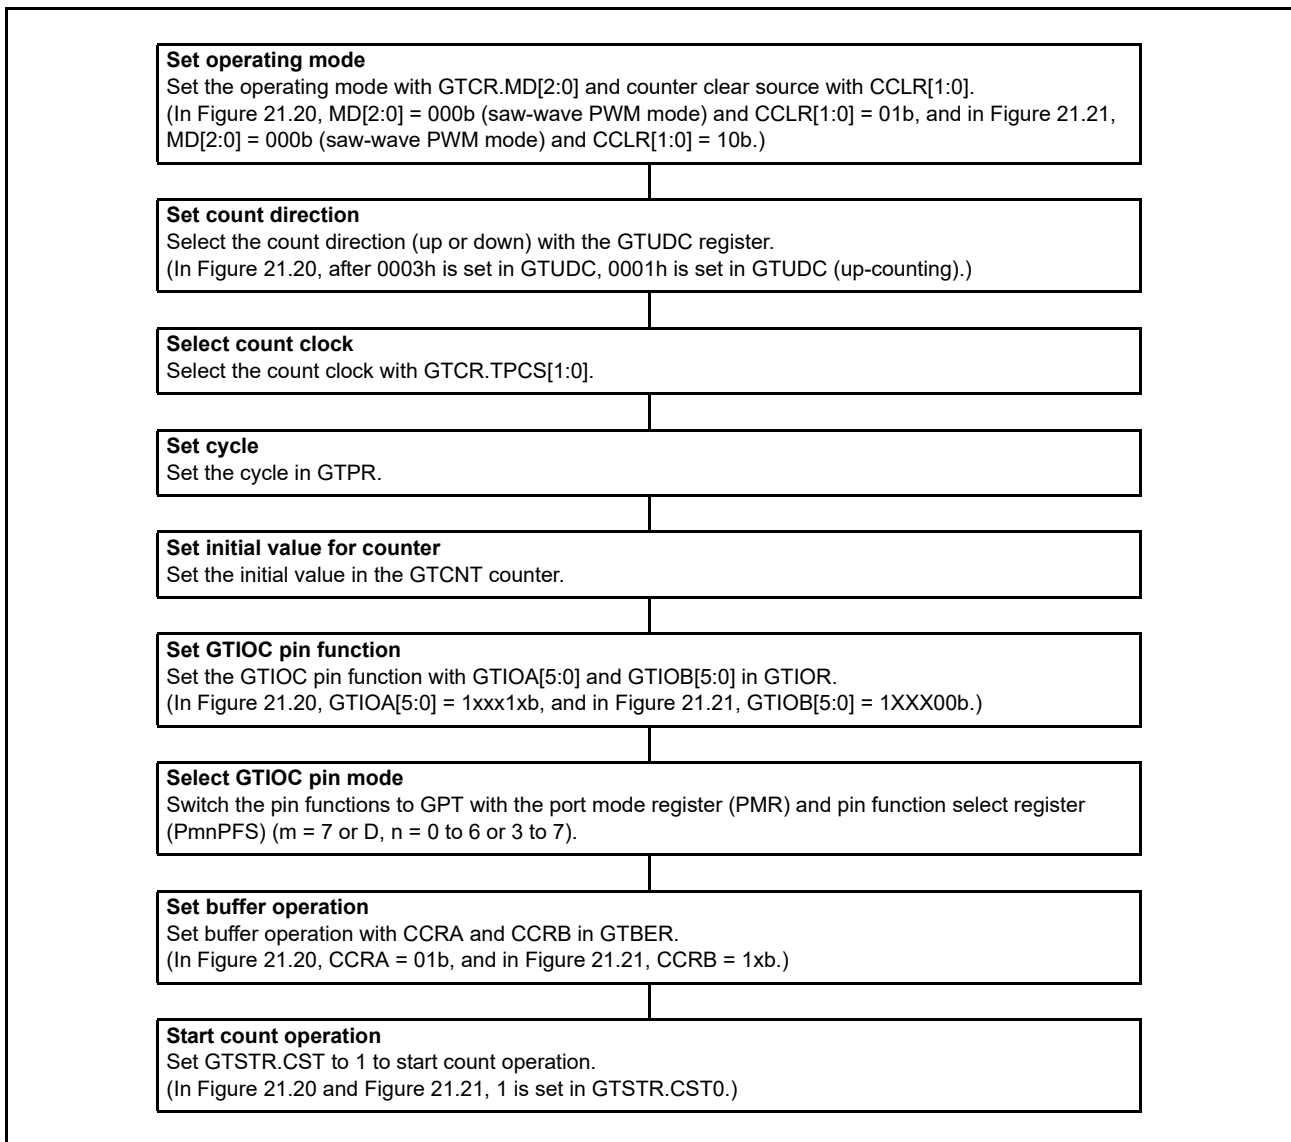 Set operating mode
Set the operating mode with GTCR.MD[2:0] and counter clear source with CCLR[1:0].
(In Figure 21.20, MD[2:0] = 000b (saw-wave PWM mode) and CCLR[1:0] = 01b, and in Figure 21.21,
MD[2:0] = 000b (saw-wave PWM mode) and CCLR[1:0] = 10b.)
Set count direction
Select the count direction (up or down) with the GTUDC register.
(In Figure 21.20, after 0003h is set in GTUDC, 0001h is set in GTUDC (up-counting).)
Select count clock
Select the count clock with GTCR.TPCS[1:0].
Set cycle
Set the cycle in GTPR.
Set initial value for counter
Set the initial value in the GTCNT counter.
Set GTIOC pin function
Set the GTIOC pin function with GTIOA[5:0] and GTIOB[5:0] in GTIOR.
(In Figure 21.20, GTIOA[5:0] = 1xxx1xb, and in Figure 21.21, GTIOB[5:0] = 1XXX00b.)
Select GTIOC pin mode
Switch the pin functions to GPT with the port mode register (PMR) and pin function select register
(PmnPFS) (m = 7 or D, n = 0 to 6 or 3 to 7).
Set buffer operation
Set buffer operation with CCRA and CCRB in GTBER.
(In Figure 21.20, CCRA = 01b, and in Figure 21.21, CCRB = 1xb.)
Start count operation
Set GTSTR.CST to 1 to start count operation.
(In Figure 21.20 and Figure 21.21, 1 is set in GTSTR.CST0.)